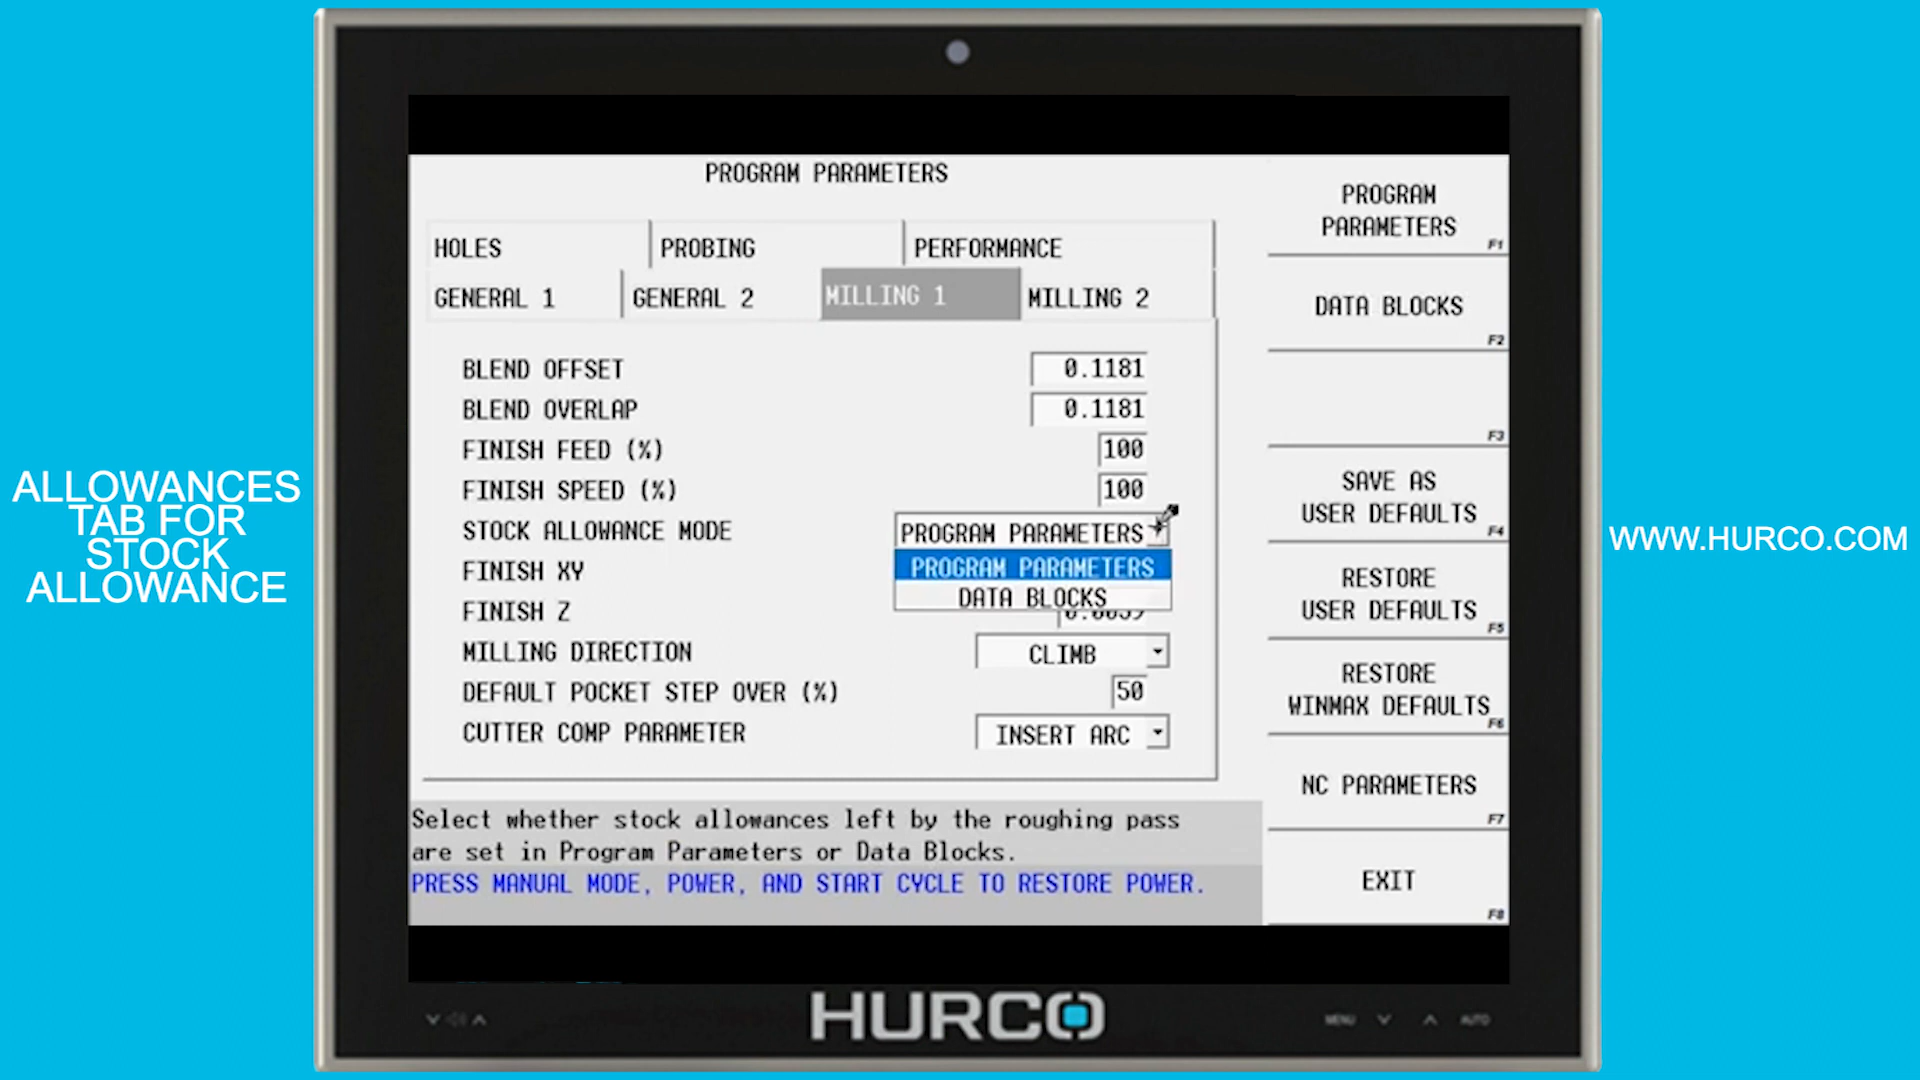 ALLOWANCES
TAB FOR
STOCK
ALLOWANCE
PROGRAM PARAMETERS
HOLES
PROBING
PERFORMANCE
GENERAL 1
GENERAL 2
MILLING 1
MILLING 2
BLEND OFFSET 0.1181
BLEND OVERLAP 0.1181
FINISH FEED (%) 100
FINISH SPEED (%) 100
STOCK ALLOWANCE MODE PROGRAM PARAMETERS
PROGRAM PARAMETERS
DATA BLOCKS
FINISH XY
FINISH Z
MILLING DIRECTION CLIMB
DEFAULT POCKET STEP OVER (%) 50
CUTTER COMP PARAMETER INSERT ARC
Select whether stock allowances left by the roughing pass
are set in Program Parameters or Data Blocks.
PRESS MANUAL MODE, POWER, AND START CYCLE TO RESTORE POWER.
PROGRAM
PARAMETERS
F1
DATA BLOCKS
F2
F3
SAVE AS
USER DEFAULTS
F4
RESTORE
USER DEFAULTS
F5
RESTORE
WINMAX DEFAULTS
F6
NC PARAMETERS
F7
EXIT
F8
HURCO
MENU
AUTO
WWW.HURCO.COM